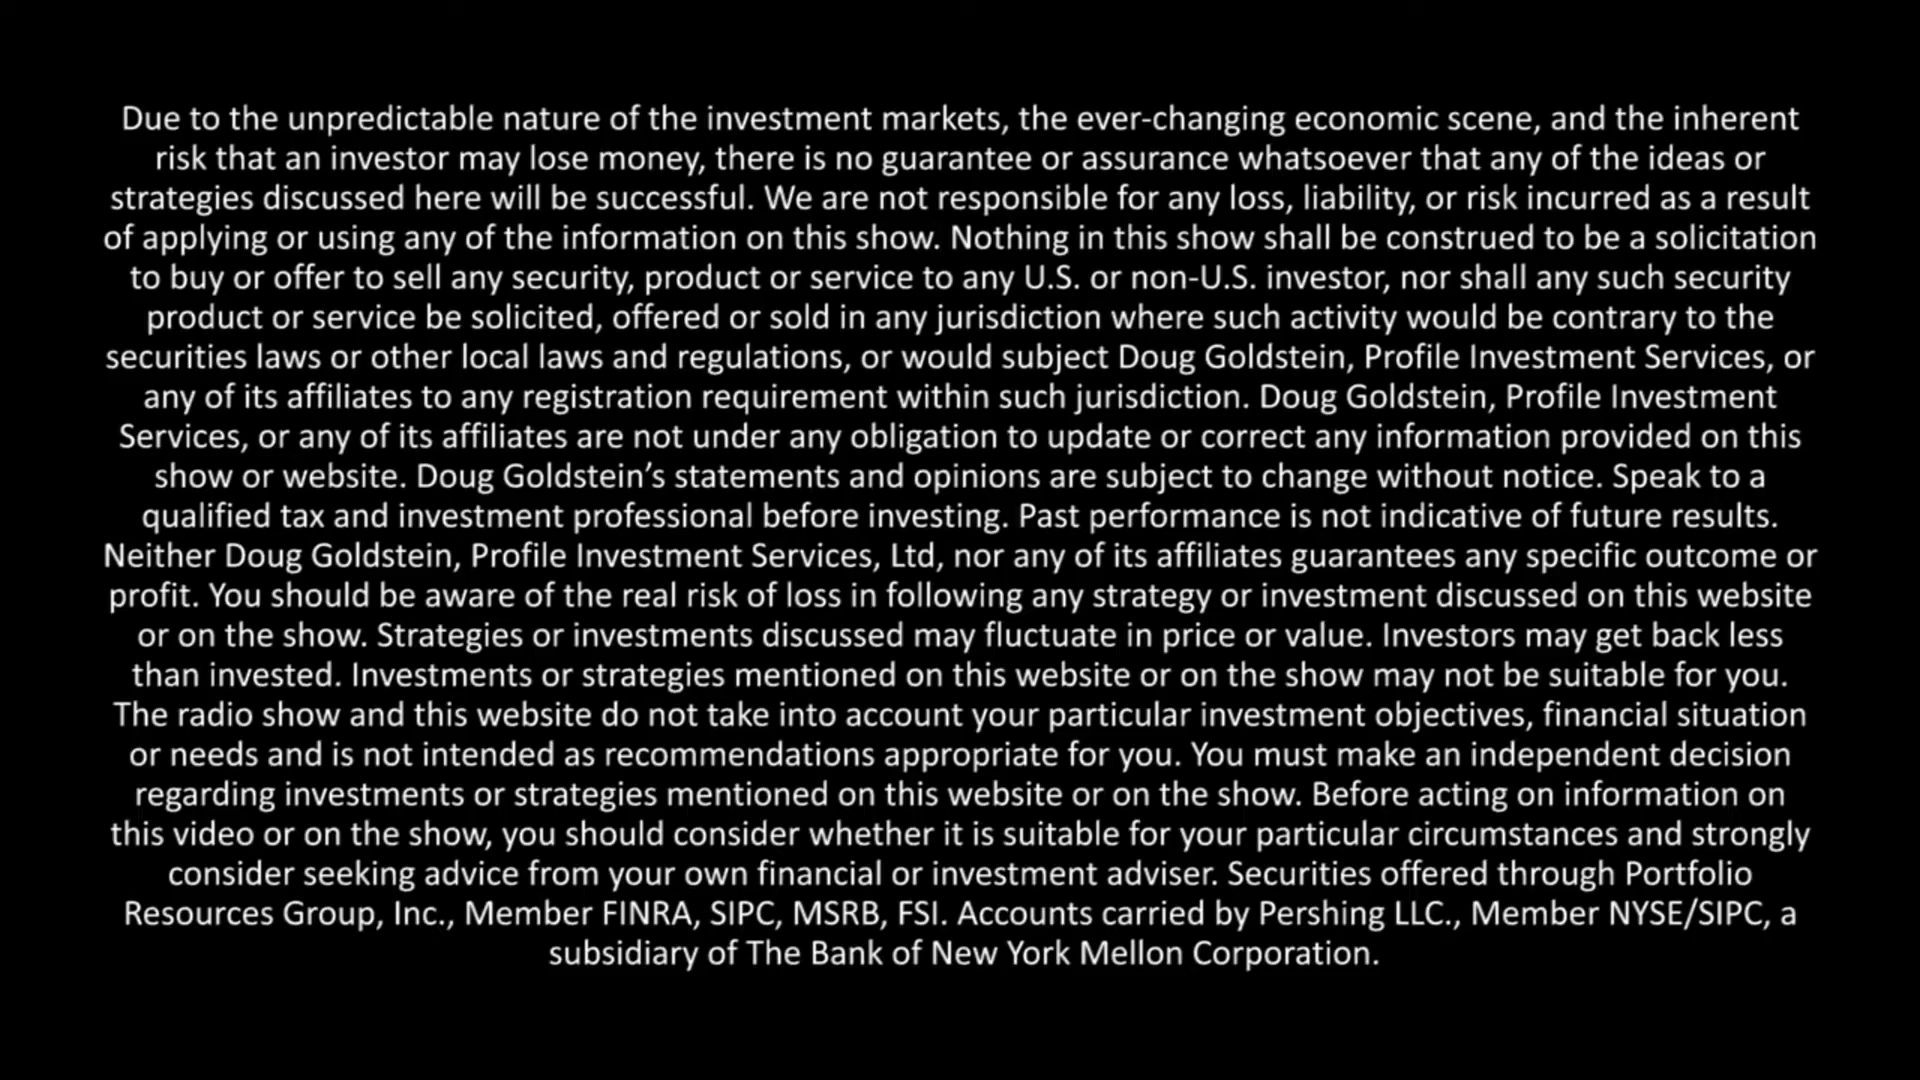 Due to the unpredictable nature of the investment markets, the ever-changing economic scene, and the inherent
risk that an investor may lose money, there is no guarantee or assurance whatsoever that any of the ideas or
strategies discussed here will be successful. We are not responsible for any loss, liability, or risk incurred as a result
of applying or using any of the information on this show. Nothing in this show shall be construed to be a solicitation
to buy or offer to sell any security, product or service to any U.S. or non-U.S. investor, nor shall any such security
product or service be solicited, offered or sold in any jurisdiction where such activity would be contrary to the
securities laws or other local laws and regulations, or would subject Doug Goldstein, Profile Investment Services, or
any of its affiliates to any registration requirement within such jurisdiction. Doug Goldstein, Profile Investment
Services, or any of its affiliates are not under any obligation to update or correct any information provided on this
show or website. Doug Goldstein’s statements and opinions are subject to change without notice. Speak to a
qualified tax and investment professional before investing. Past performance is not indicative of future results.
Neither Doug Goldstein, Profile Investment Services, Ltd, nor any of its affiliates guarantees any specific outcome or
profit. You should be aware of the real risk of loss in following any strategy or investment discussed on this website
or on the show. Strategies or investments discussed may fluctuate in price or value. Investors may get back less
than invested. Investments or strategies mentioned on this website or on the show may not be suitable for you.
The radio show and this website do not take into account your particular investment objectives, financial situation
or needs and is not intended as recommendations appropriate for you. You must make an independent decision
regarding investments or strategies mentioned on this website or on the show. Before acting on information on
this video or on the show, you should consider whether it is suitable for your particular circumstances and strongly
consider seeking advice from your own financial or investment adviser. Securities offered through Portfolio
Resources Group, Inc., Member FINRA, SIPC, MSRB, FSI. Accounts carried by Pershing LLC., Member NYSE/SIPC, a
subsidiary of The Bank of New York Mellon Corporation.